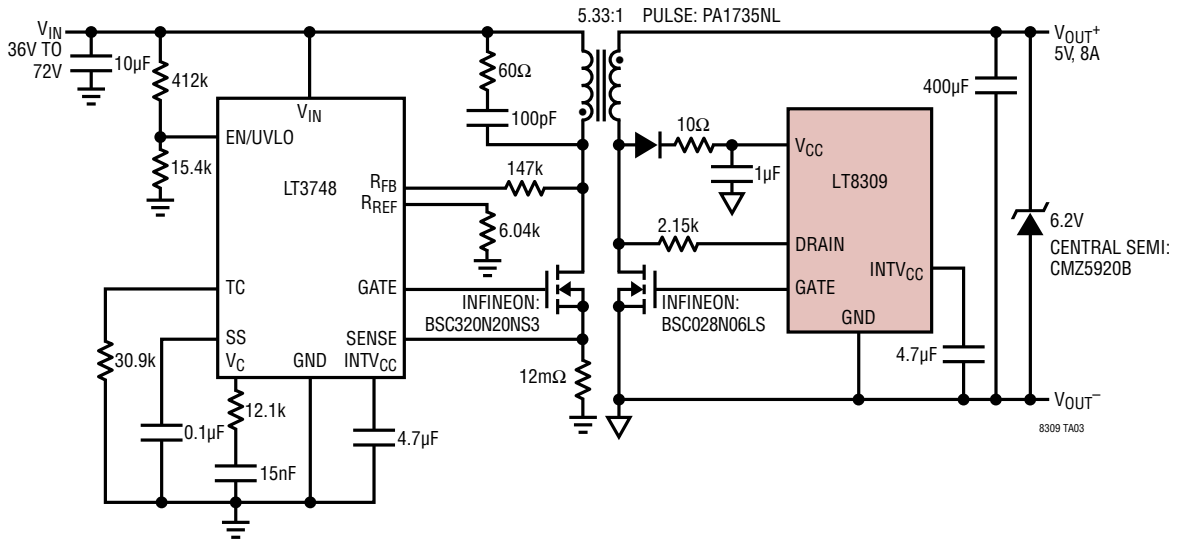 5.33:1 PULSE: PA1735NL
VIN
36V TO
72V
10µF
412k
15.4k
60Ω
100pF
VIN
EN/UVLO
LT3748
RFB
RREF
147k
6.04k
TC
GATE
SS
SENSE
VC
GND
INTVCC
INFINEON:
BSC320N20NS3
12mΩ
30.9k
0.1µF
12.1k
15nF
4.7µF
10Ω
1µF
2.15k
INFINEON:
BSC028N06LS
VCC
LT8309
DRAIN
INTVCC
GATE
GND
4.7µF
400µF
VOUT+
5V, 8A
6.2V
CENTRAL SEMI:
CMZ5920B
VOUT–
8309 TA03